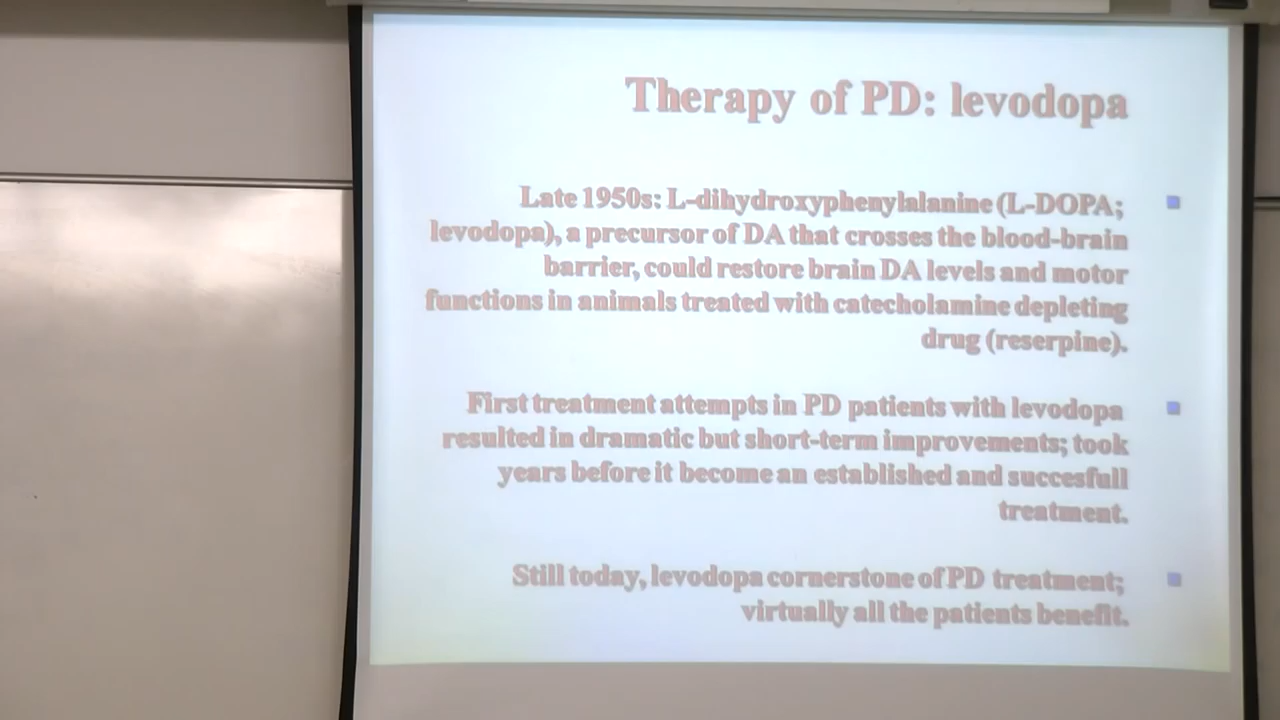 Therapy of PD: levodopa
Late 1950s: L-dihydroxyphenylalanine (L-DOPA;
levodopa), a precursor of DA that crosses the blood-brain
barrier, could restore brain DA levels and motor
functions in animals treated with catecholamine depleting
drug (reserpine).
First treatment attempts in PD patients with levodopa
resulted in dramatic but short-term improvements; took
years before it become an established and succesfull
treatment.
Still today, levodopa cornerstone of PD treatment;
virtually all the patients benefit.